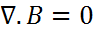 ∇. B = 0